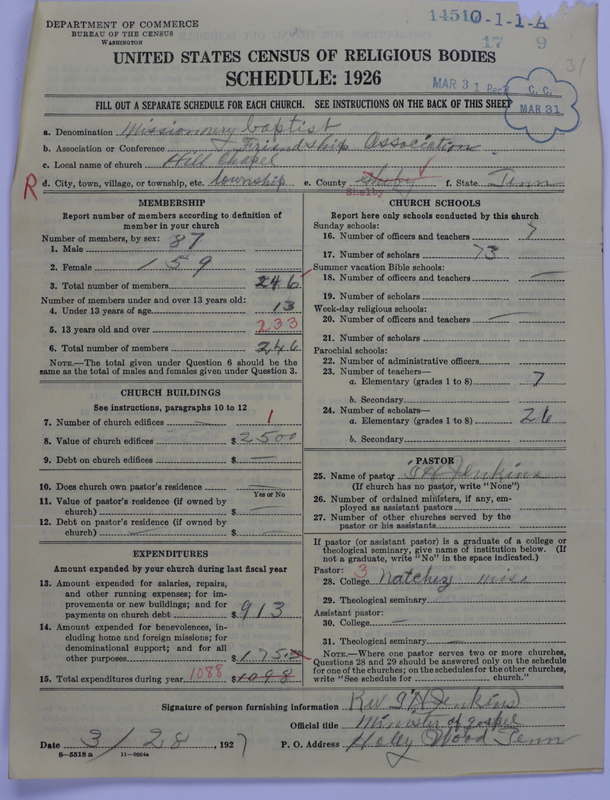 DEPARTMENT OF COMMERCE
BUREAU OF THE CENSUS
WASHINGTON
14510-1-1-A
17 9
31
UNITED STATES CENSUS OF RELIGIOUS BODIES
SCHEDULE: 1926
MAR 31 Rec'd
C. C.
MAR 31
FILL OUT A SEPARATE SCHEDULE FOR EACH CHURCH. SEE INSTRUCTIONS ON THE BACK OF THIS SHEET
a. Denomination Missionary baptist
b. Association or Conference Friendship Association
c. Local name of church Hill Chapel
R d. City, town, village, or township, etc. township e. County Shelby f. State Tenn
Shelby
MEMBERSHIP
Report number of members according to definition of
member in your church
Number of members, by sex:
1. Male 87
2. Female 159
3. Total number of members 246
Number of members under and over 13 years old:
4. Under 13 years of age 13
5. 13 years old and over 233
6. Total number of members 246
NOTE.—The total given under Question 6 should be the
same as the total of males and females given under Question 3.
CHURCH BUILDINGS
See instructions, paragraphs 10 to 12
7. Number of church edifices 1
8. Value of church edifices $2500
9. Debt on church edifices $ —
10. Does church own pastor's residence
Yes or No
11. Value of pastor's residence (if owned by
church) $
12. Debt on pastor's residence (if owned by
church) $
EXPENDITURES
Amount expended by your church during last fiscal year
13. Amount expended for salaries, repairs,
and other running expenses; for im-
provements or new buildings; and for
payments on church debt $913
14. Amount expended for benevolences, in-
cluding home and foreign missions; for
denominational support; and for all
other purposes $175
15. Total expenditures during year 1088 $1098
CHURCH SCHOOLS
Report here only schools conducted by this church
Sunday schools:
16. Number of officers and teachers 7
17. Number of scholars 73
Summer vacation Bible schools:
18. Number of officers and teachers —
19. Number of scholars
Week-day religious schools:
20. Number of officers and teachers —
21. Number of scholars
Parochial schools:
22. Number of administrative officers
23. Number of teachers—
a. Elementary (grades 1 to 8) 7
b. Secondary
24. Number of scholars—
a. Elementary (grades 1 to 8) 26
b. Secondary
PASTOR
25. Name of pastor Jenkins
(If church has no pastor, write "None")
26. Number of ordained ministers, if any, em-
ployed as assistant pastors
27. Number of other churches served by the
pastor or his assistants
If pastor (or assistant pastor) is a graduate of a college or
theological seminary, give name of institution below. (If
not a graduate, write "No" in the space indicated.)
Pastor: 3
28. College Natchez miss
29. Theological seminary
Assistant pastor:
30. College —
31. Theological seminary —
NOTE.—Where one pastor serves two or more churches,
Questions 28 and 29 should be answered only on the schedule
for one of the churches; on the schedules for the other churches,
write "See schedule for church."
Signature of person furnishing information Rev Jenkins
Official title Minister of gospel
Date 3/28, 1927 P. O. Address Holey Wood Tenn
8—5518 a 11—9664a